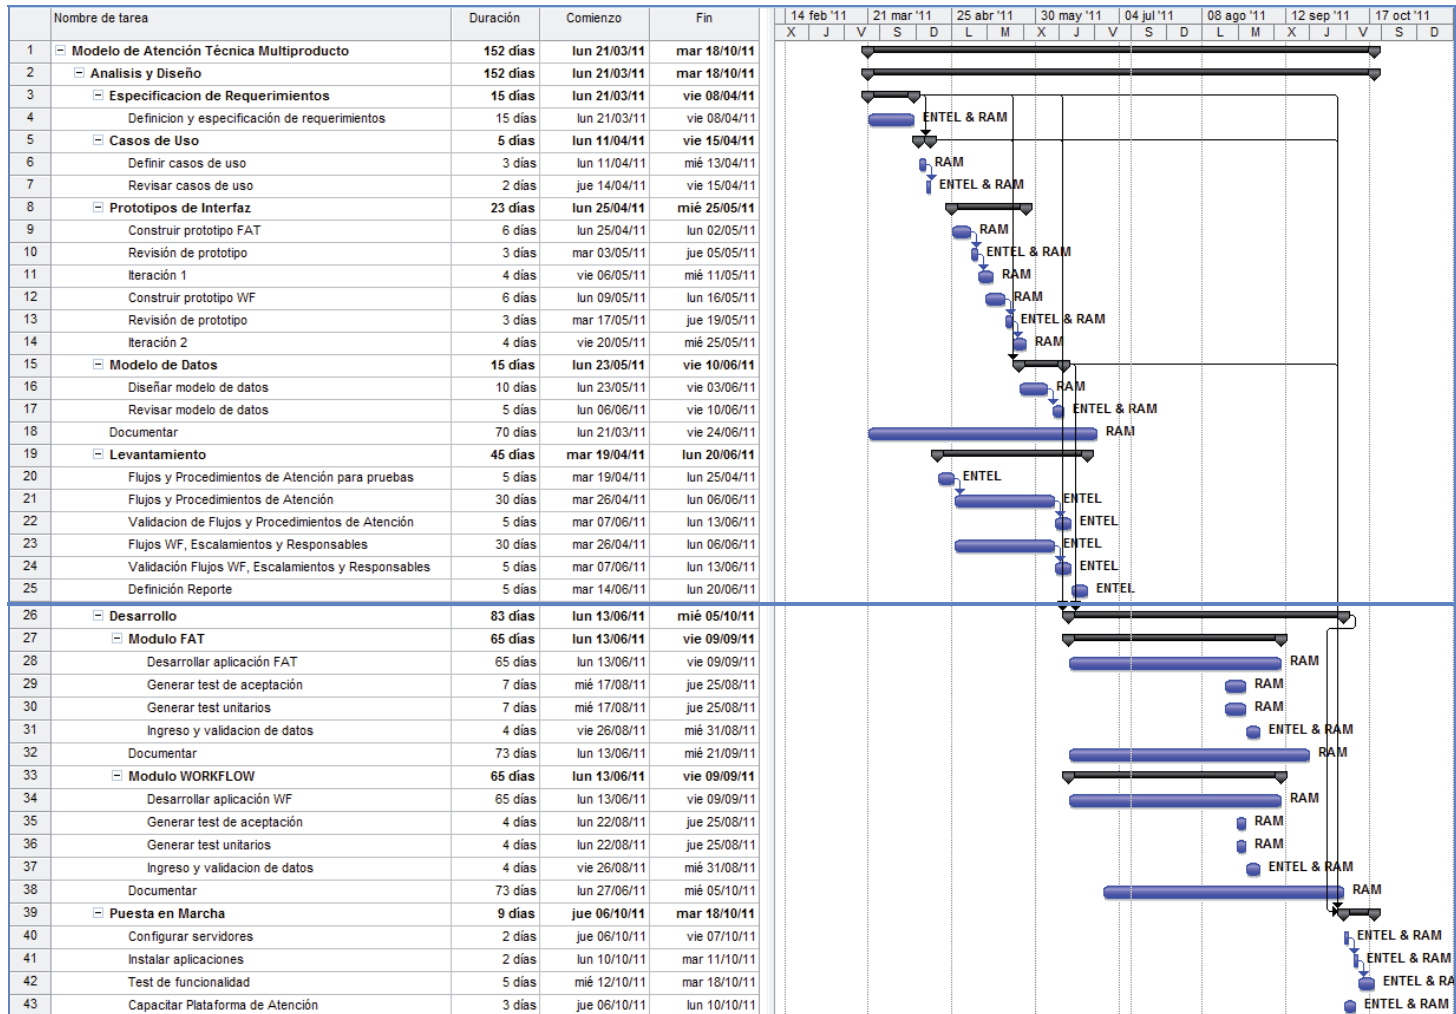 Nombre de tarea Duración Comienzo Fin 14 feb '11 21 mar '11 25 abr '11 30 may '11 04 jul '11 08 ago '11 12 sep '11 17 oct '11
X J V S D L M X J V S D L M X J V S D
1 Modelo de Atención Técnica Multiproducto 152 días lun 21/03/11 mar 18/10/11
2 Analisis y Diseño 152 días lun 21/03/11 mar 18/10/11
3 Especificacion de Requerimientos 15 días lun 21/03/11 vie 08/04/11
4 Definicion y especificación de requerimientos 15 días lun 21/03/11 vie 08/04/11 ENTEL & RAM
5 Casos de Uso 5 días lun 11/04/11 vie 15/04/11
6 Definir casos de uso 3 días lun 11/04/11 mié 13/04/11 RAM
7 Revisar casos de uso 2 días jue 14/04/11 vie 15/04/11 ENTEL & RAM
8 Prototipos de Interfaz 23 días lun 25/04/11 mié 25/05/11
9 Construir prototipo FAT 6 días lun 25/04/11 lun 02/05/11 RAM
10 Revisión de prototipo 3 días mar 03/05/11 jue 05/05/11 ENTEL & RAM
11 Iteración 1 4 días vie 06/05/11 mié 11/05/11 RAM
12 Construir prototipo WF 6 días lun 09/05/11 lun 16/05/11 RAM
13 Revisión de prototipo 3 días mar 17/05/11 jue 19/05/11 ENTEL & RAM
14 Iteración 2 4 días vie 20/05/11 mié 25/05/11 RAM
15 Modelo de Datos 15 días lun 23/05/11 vie 10/06/11
16 Diseñar modelo de datos 10 días lun 23/05/11 vie 03/06/11 RAM
17 Revisar modelo de datos 5 días lun 06/06/11 vie 10/06/11 ENTEL & RAM
18 Documentar 70 días lun 21/03/11 vie 24/06/11 RAM
19 Levantamiento 45 días mar 19/04/11 lun 20/06/11
20 Flujos y Procedimientos de Atención para pruebas 5 días mar 19/04/11 lun 25/04/11 ENTEL
21 Flujos y Procedimientos de Atención 30 días mar 26/04/11 lun 06/06/11 ENTEL
22 Validacion de Flujos y Procedimientos de Atención 5 días mar 07/06/11 lun 13/06/11 ENTEL
23 Flujos WF, Escalamientos y Responsables 30 días mar 26/04/11 lun 06/06/11 ENTEL
24 Validación Flujos WF, Escalamientos y Responsables 5 días mar 07/06/11 lun 13/06/11 ENTEL
25 Definición Reporte 5 días mar 14/06/11 lun 20/06/11 ENTEL
26 Desarrollo 83 días lun 13/06/11 mié 05/10/11
27 Modulo FAT 65 días lun 13/06/11 vie 09/09/11
28 Desarrollar aplicación FAT 65 días lun 13/06/11 vie 09/09/11 RAM
29 Generar test de aceptación 7 días mié 17/08/11 jue 25/08/11 RAM
30 Generar test unitarios 7 días mié 17/08/11 jue 25/08/11 RAM
31 Ingreso y validacion de datos 4 días vie 26/08/11 mié 31/08/11 ENTEL & RAM
32 Documentar 73 días lun 13/06/11 mié 21/09/11 RAM
33 Modulo WORKFLOW 65 días lun 13/06/11 vie 09/09/11
34 Desarrollar aplicación WF 65 días lun 13/06/11 vie 09/09/11 RAM
35 Generar test de aceptación 4 días lun 22/08/11 jue 25/08/11 RAM
36 Generar test unitarios 4 días lun 22/08/11 jue 25/08/11 RAM
37 Ingreso y validacion de datos 4 días vie 26/08/11 mié 31/08/11 ENTEL & RAM
38 Documentar 73 días lun 27/06/11 mié 05/10/11 RAM
39 Puesta en Marcha 9 días jue 06/10/11 mar 18/10/11
40 Configurar servidores 2 días jue 06/10/11 vie 07/10/11 ENTEL & RAM
41 Instalar aplicaciones 2 días lun 10/10/11 mar 11/10/11 ENTEL & RAM
42 Test de funcionalidad 5 días mié 12/10/11 mar 18/10/11 ENTEL & RA
43 Capacitar Plataforma de Atención 3 días jue 06/10/11 lun 10/10/11 ENTEL & RAM